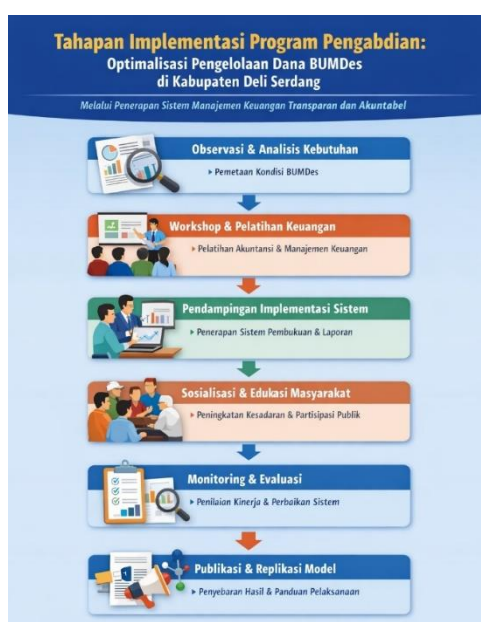 Tahapan Implementasi Program Pengabdian:
Optimalisasi Pengelolaan Dana BUMDes
di Kabupaten Deli Serdang
Melalui Penerapan Sistem Manajemen Keuangan Transparan dan Akuntabel
Observasi & Analisis Kebutuhan
▸ Pemetaan Kondisi BUMDes
Workshop & Pelatihan Keuangan
▸ Pelatihan Akuntansi & Manajemen Keuangan
Pendampingan Implementasi Sistem
▸ Penerapan Sistem Pembukuan & Laporan
Sosialisasi & Edukasi Masyarakat
▸ Peningkatan Kesadaran & Partisipasi Publik
Monitoring & Evaluasi
▸ Penilaian Kinerja & Perbaikan Sistem
Publikasi & Replikasi Model
▸ Penyebaran Hasil & Panduan Pelaksanaan